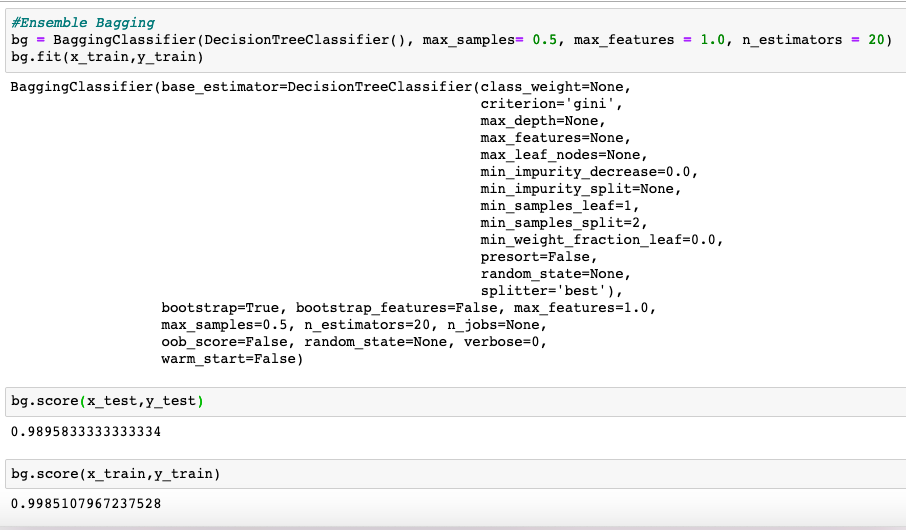 #Ensemble Bagging
bg = BaggingClassifier(DecisionTreeClassifier(), max_samples= 0.5, max_features = 1.0, n_estimators = 20)
bg.fit(x_train,y_train)
BaggingClassifier(base_estimator=DecisionTreeClassifier(class_weight=None,
criterion='gini',
max_depth=None,
max_features=None,
max_leaf_nodes=None,
min_impurity_decrease=0.0,
min_impurity_split=None,
min_samples_leaf=1,
min_samples_split=2,
min_weight_fraction_leaf=0.0,
presort=False,
random_state=None,
splitter='best'),
bootstrap=True, bootstrap_features=False, max_features=1.0,
max_samples=0.5, n_estimators=20, n_jobs=None,
oob_score=False, random_state=None, verbose=0,
warm_start=False)
bg.score(x_test,y_test)
0.9895833333333334
bg.score(x_train,y_train)
0.9985107967237528